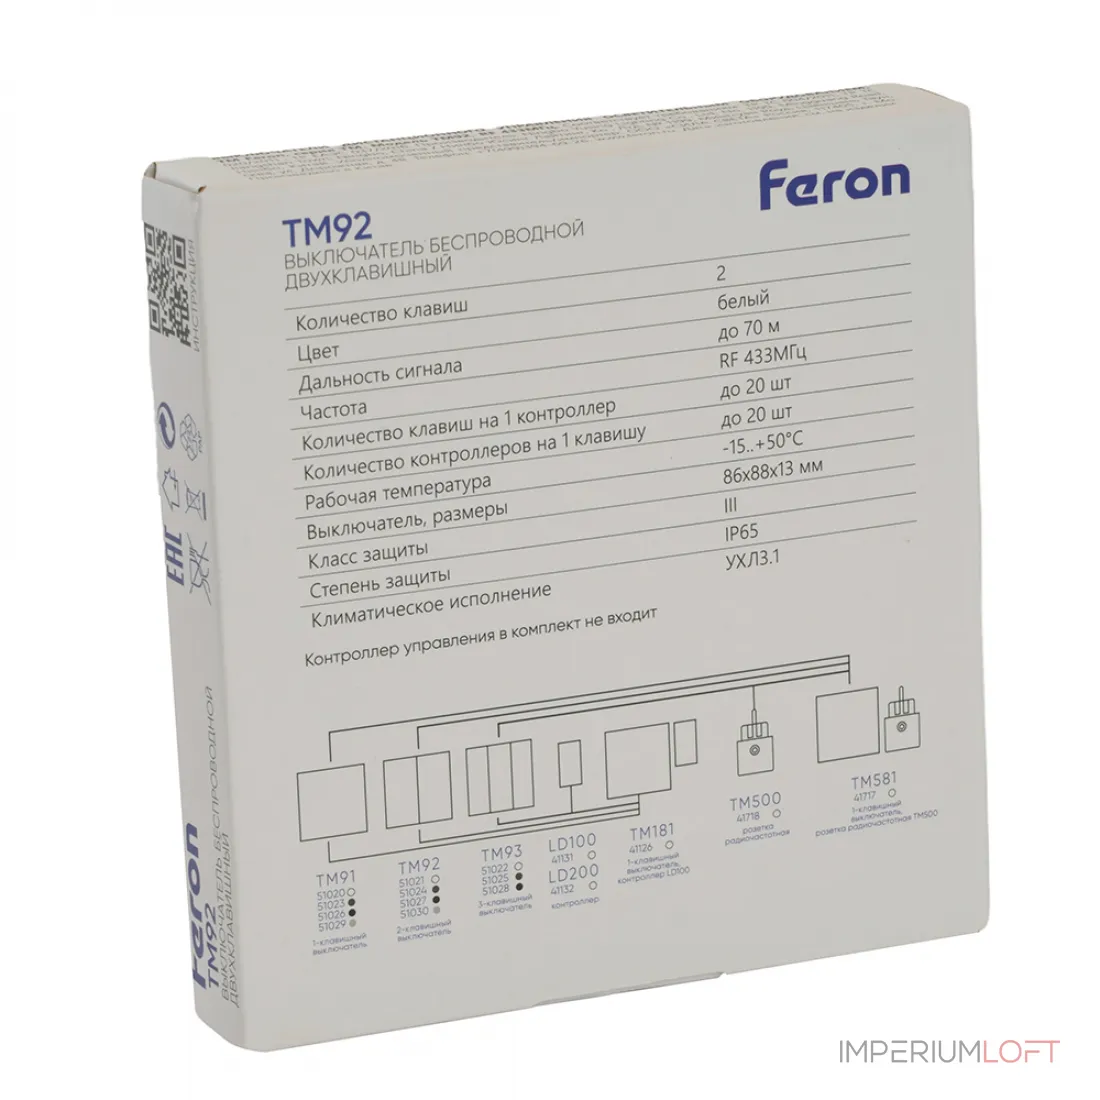 Feron
TM92
ВЫКЛЮЧАТЕЛЬ БЕСПРОВОДНОЙ
ДВУХКЛАВИШНЫЙ
Количество клавиш 2
Цвет белый
Дальность сигнала до 70 м
Частота RF 433МГц
Количество клавиш на 1 контроллер до 20 шт
Количество контроллеров на 1 клавишу до 20 шт
Рабочая температура -15..+50°С
Выключатель, размеры 86x88x13 мм
Класс защиты III
Степень защиты IP65
Климатическое исполнение УХЛ3.1
Контроллер управления в комплект не входит
TM91
51020
51023
51026
51029
1-клавишный
выключатель
TM92
51021
51024
51027
51030
2-клавишный
выключатель
TM93
51022
51025
51028
3-клавишный
выключатель
LD100
41131
LD200
41132
контроллер
TM181
41126
1-клавишный
выключатель,
контроллер LD100
TM500
41718
розетка
радиочастотная
TM581
41717
1-клавишный
выключатель,
розетка радиочастотная TM500
ИНСТРУКЦИЯ
PAP
EAC
Feron
TM92
ВЫКЛЮЧАТЕЛЬ БЕСПРОВОДНОЙ
ДВУХКЛАВИШНЫЙ
IMPERIUMLOFT